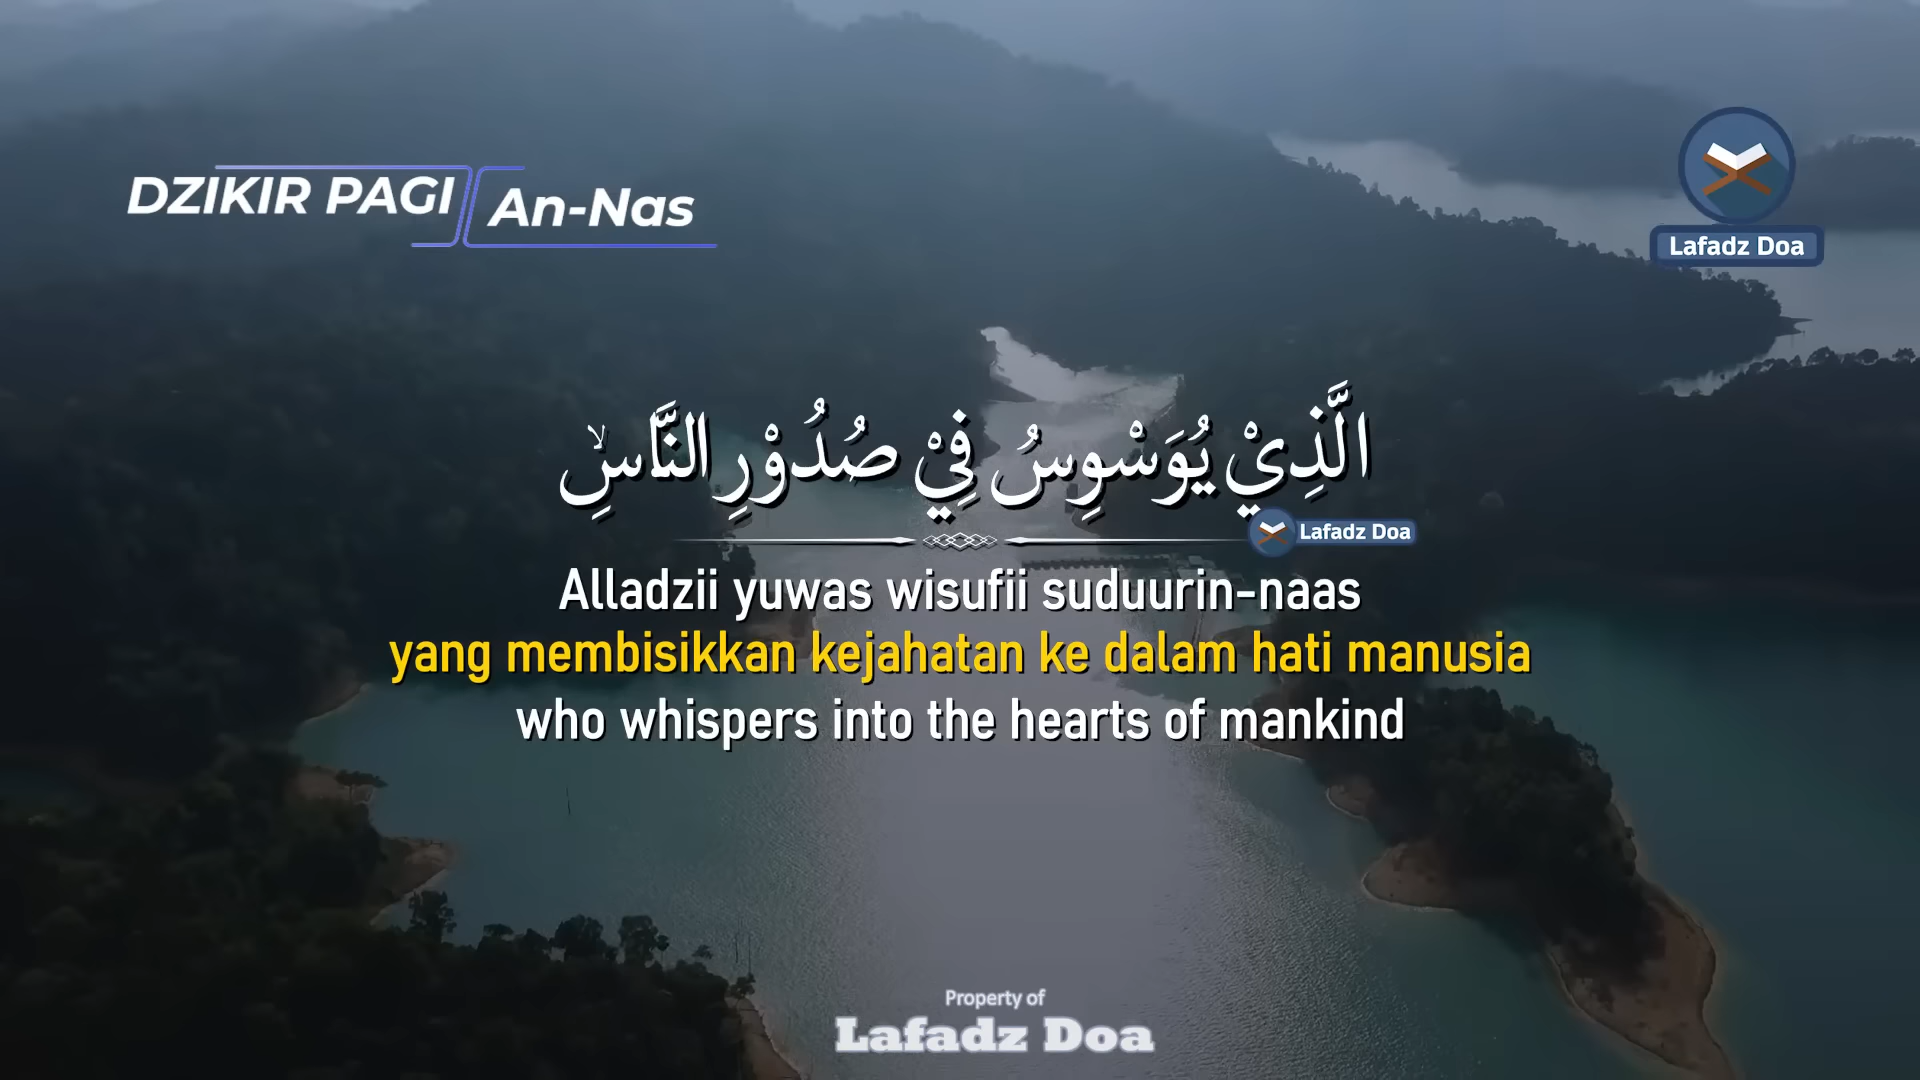 DZIKIR PAGI
An-Nas
Lafadz Doa
الَّذِيْ يُوَسْوِسُ فِيْ صُدُوْرِ النَّاسِۙ
Lafadz Doa
Alladzii yuwas wisufii suduurin-naas
yang membisikkan kejahatan ke dalam hati manusia
who whispers into the hearts of mankind
Property of
Lafadz Doa